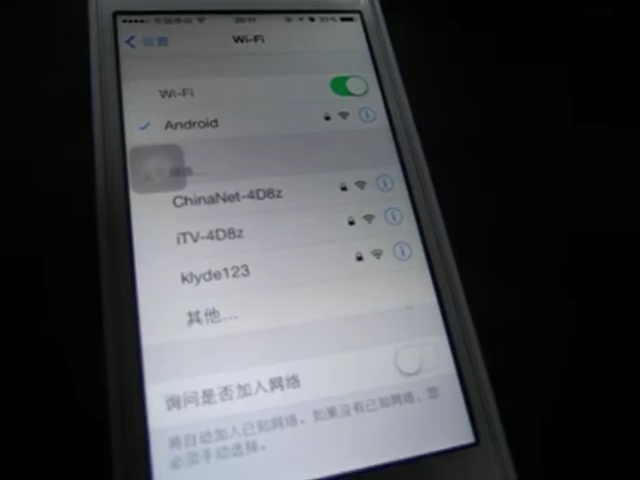 设置
Wi-Fi
Wi-Fi
Android
ChinaNet-4D8z
iTV-4D8z
klyde123
其他...
询问是否加入网络
将自动加入已知网络。如果没有已知网络，您
必须手动选择。